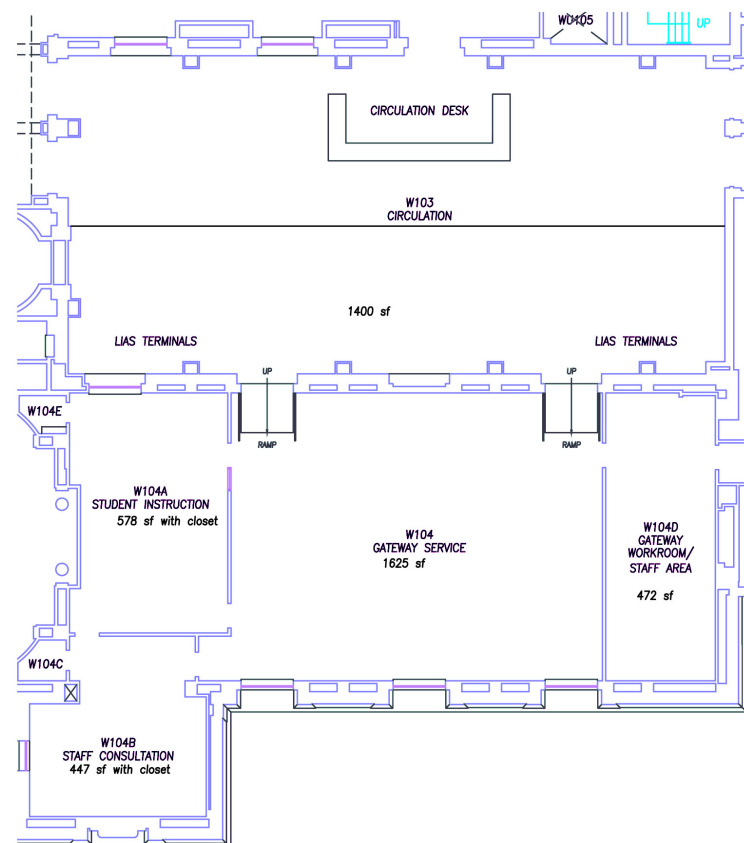 WU105
UP
CIRCULATION DESK
W103
CIRCULATION
1400 sf
LIAS TERMINALS
LIAS TERMINALS
UP
UP
RAMP
RAMP
W104E
W104A
STUDENT INSTRUCTION
578 sf with closet
W104
GATEWAY SERVICE
1625 sf
W104D
GATEWAY
WORKROOM/
STAFF AREA
472 sf
W104C
W104B
STAFF CONSULTATION
447 sf with closet